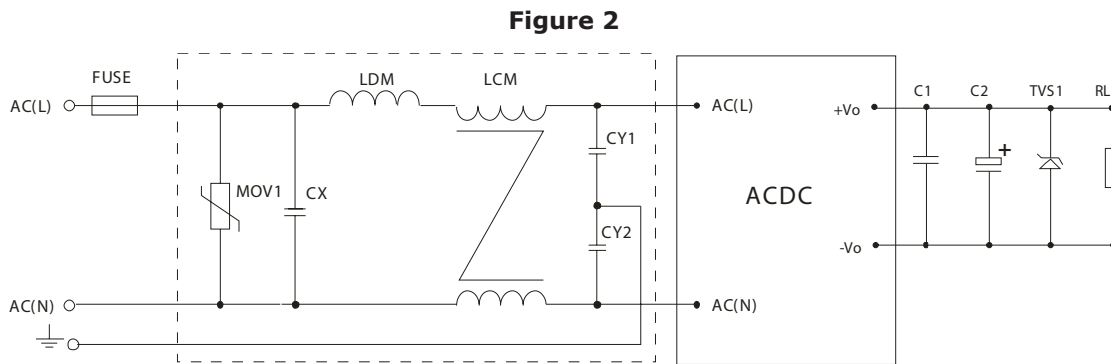 Figure 2
FUSE
LDM
LCM
AC(L)
AC(L)
C1
C2
TVS1
RL
+Vo
CY1
+
MOV1
CX
ACDC
CY2
-Vo
AC(N)
AC(N)